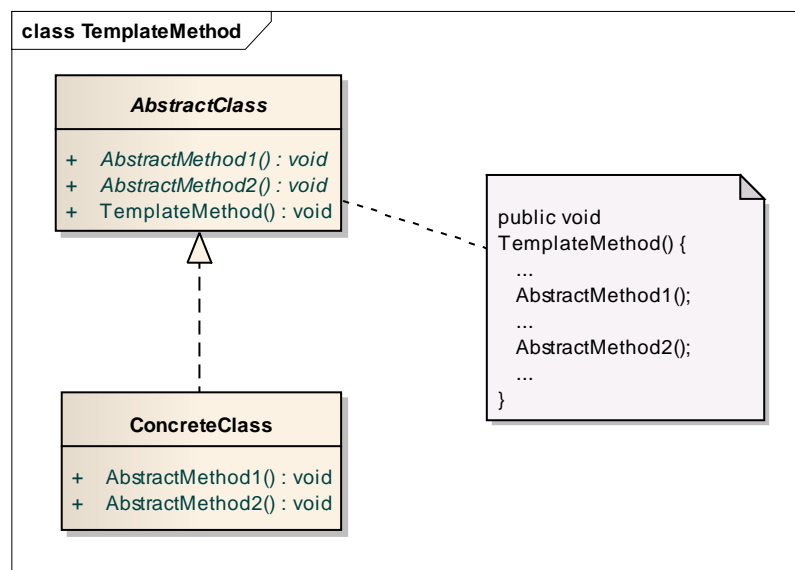 class TemplateMethod
AbstractClass
+ AbstractMethod1() : void
+ AbstractMethod2() : void
+ TemplateMethod() : void
public void
TemplateMethod() {
...
AbstractMethod1();
...
AbstractMethod2();
...
}
ConcreteClass
+ AbstractMethod1() : void
+ AbstractMethod2() : void